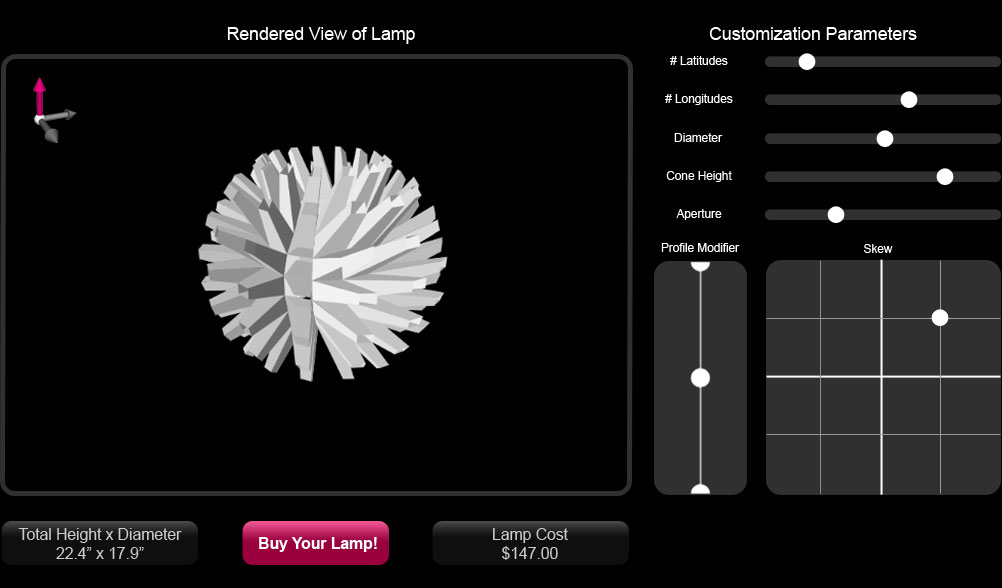 Rendered View of Lamp
Customization Parameters
# Latitudes
# Longitudes
Diameter
Cone Height
Aperture
Profile Modifier
Skew
Total Height x Diameter
22.4” x 17.9”
Buy Your Lamp!
Lamp Cost
$147.00